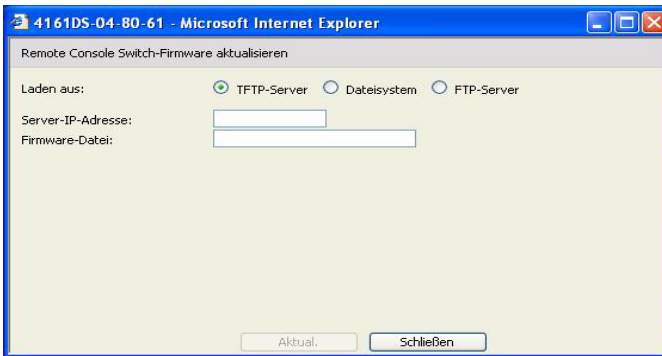 4161DS-04-80-61 - Microsoft Internet Explorer
Remote Console Switch-Firmware aktualisieren
Laden aus: TFTP-Server Dateisystem FTP-Server
Server-IP-Adresse:
Firmware-Datei:
Aktual. Schließen